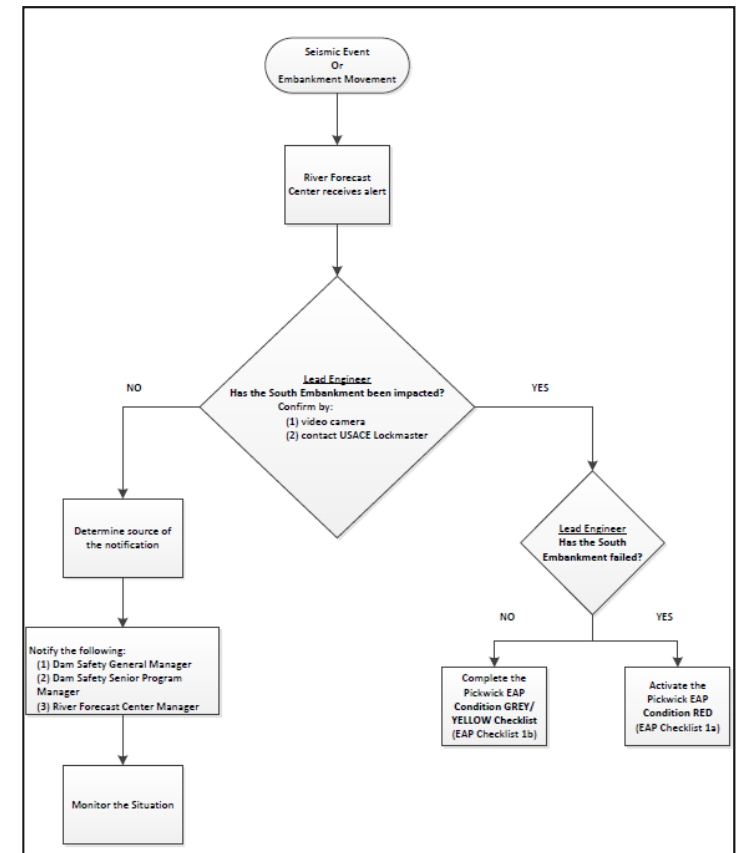 Seismic Event
Or
Embankment Movement
River Forecast
Center receives alert
Lead Engineer
Has the South Embankment been impacted?
Confirm by:
(1) video camera
(2) contact USACE Lockmaster
NO
YES
Determine source of
the notification
Notify the following:
(1) Dam Safety General Manager
(2) Dam Safety Senior Program
Manager
(3) River Forecast Center Manager
Monitor the Situation
Lead Engineer
Has the South
Embankment failed?
NO
YES
Complete the
Pickwick EAP
Condition GREY/
YELLOW Checklist
(EAP Checklist 1b)
Activate the
Pickwick EAP
Condition RED
(EAP Checklist 1a)